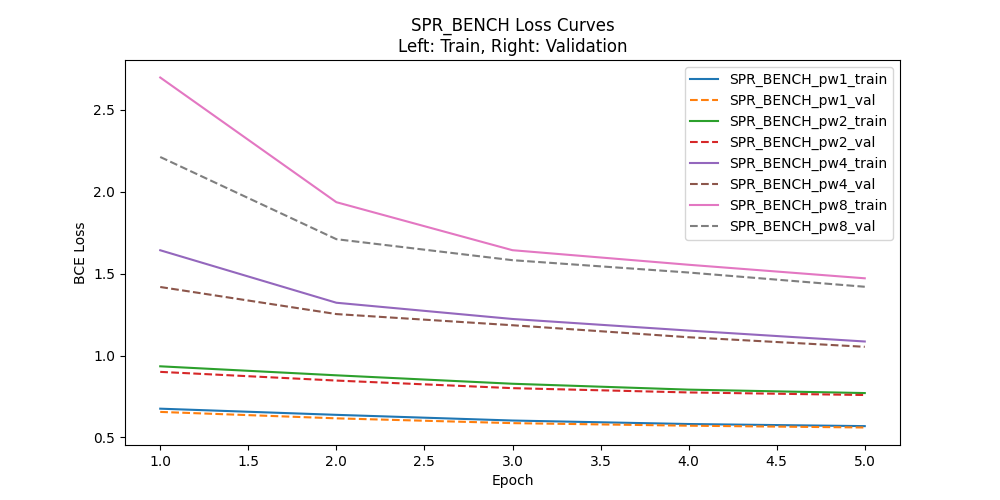 SPR_BENCH Loss Curves
Left: Train, Right: Validation
BCE Loss
2.5
2.0
1.5
1.0
0.5
SPR_BENCH_pw1_train
SPR_BENCH_pw1_val
SPR_BENCH_pw2_train
SPR_BENCH_pw2_val
SPR_BENCH_pw4_train
SPR_BENCH_pw4_val
SPR_BENCH_pw8_train
SPR_BENCH_pw8_val
1.0 1.5 2.0 2.5 3.0 3.5 4.0 4.5 5.0
Epoch